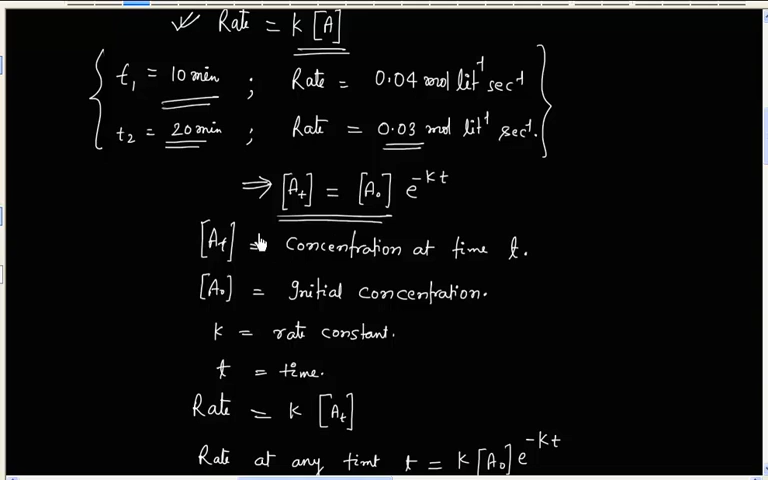 ✓ Rate = K [A]
t₁ = 10 min ; Rate = 0.04 mol lit⁻¹ sec⁻¹
t₂ = 20 min ; Rate = 0.03 mol lit⁻¹ sec⁻¹.
⇒ [Aₜ] = [A₀] e^-Kt
[Aₜ] = Concentration at time t.
[A₀] = Initial concentration.
K = rate constant.
t = time.
Rate = K [Aₜ]
Rate at any timt t = K [A₀] e^-Kt